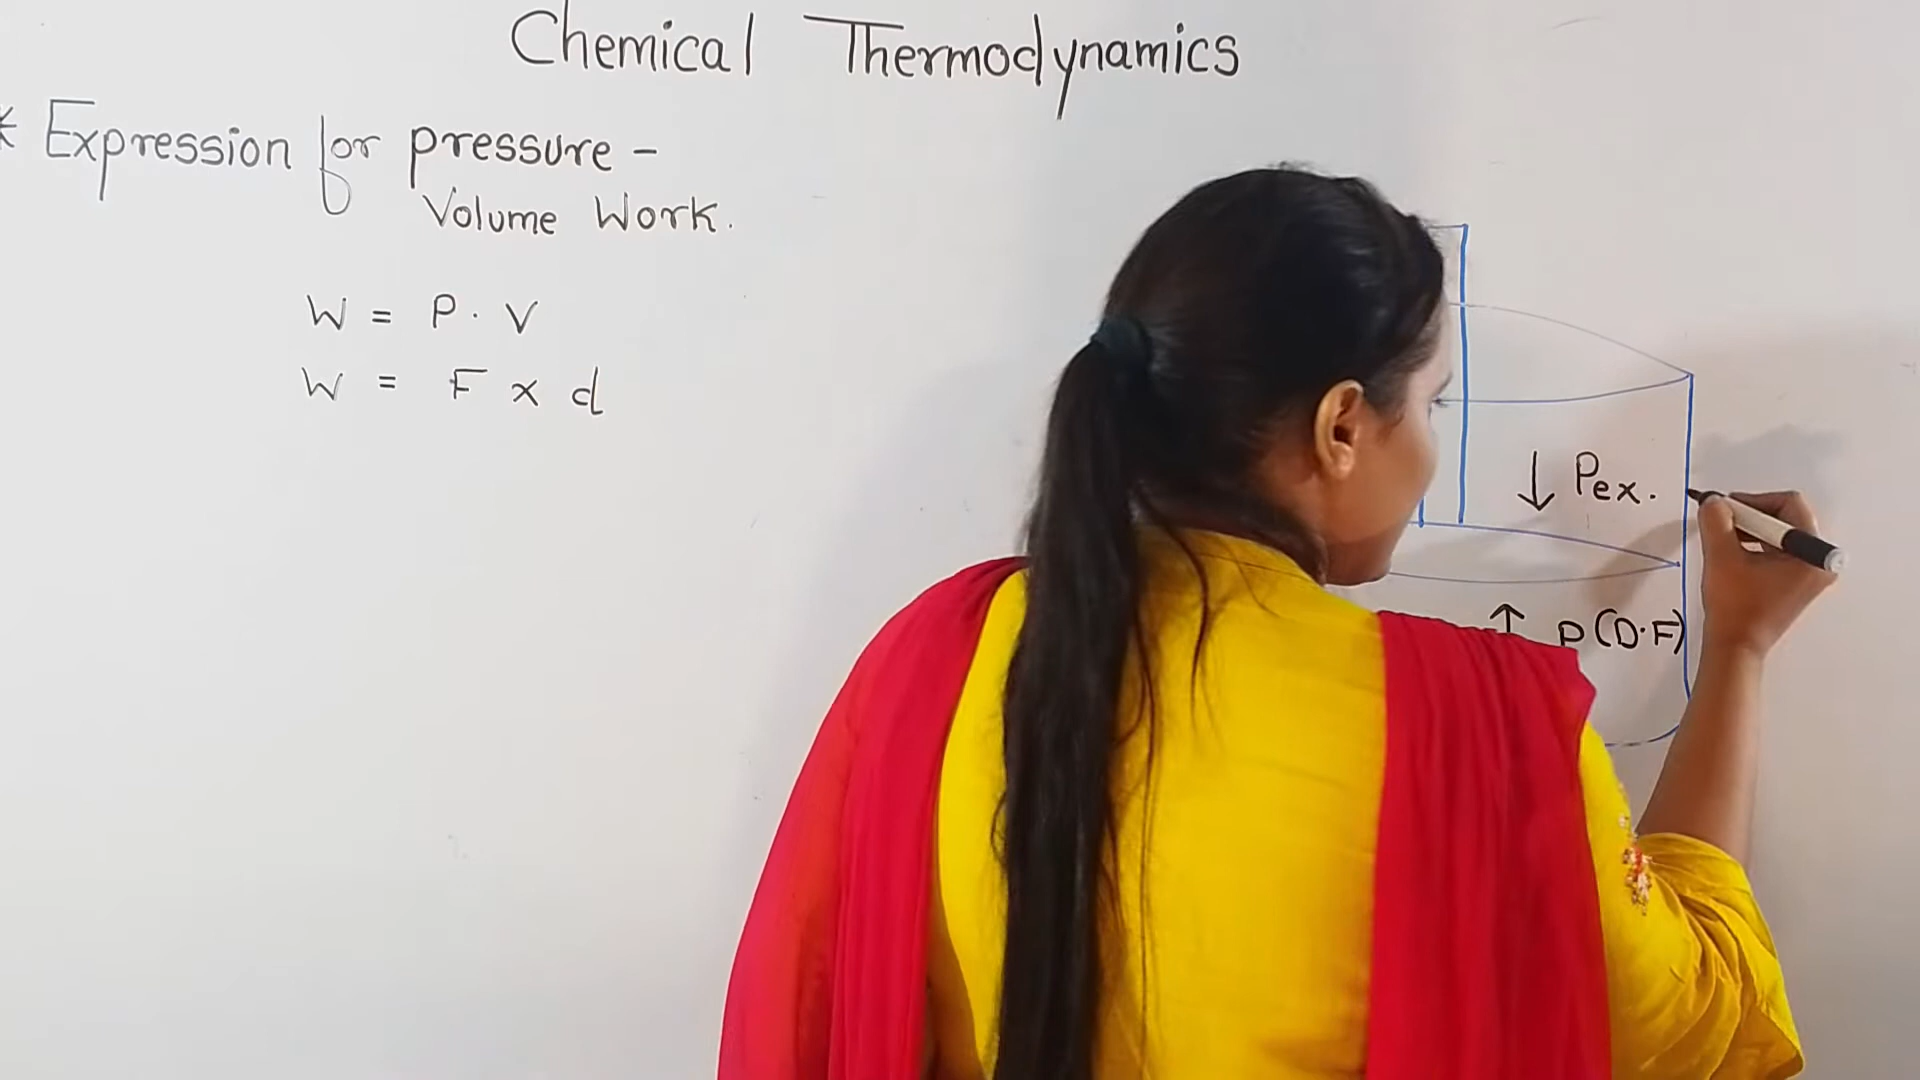 Chemical Thermodynamics
* Expression for pressure -
Volume Work.
W = P . V
W = F x d
↓ Pex.
↑ P(D.F)